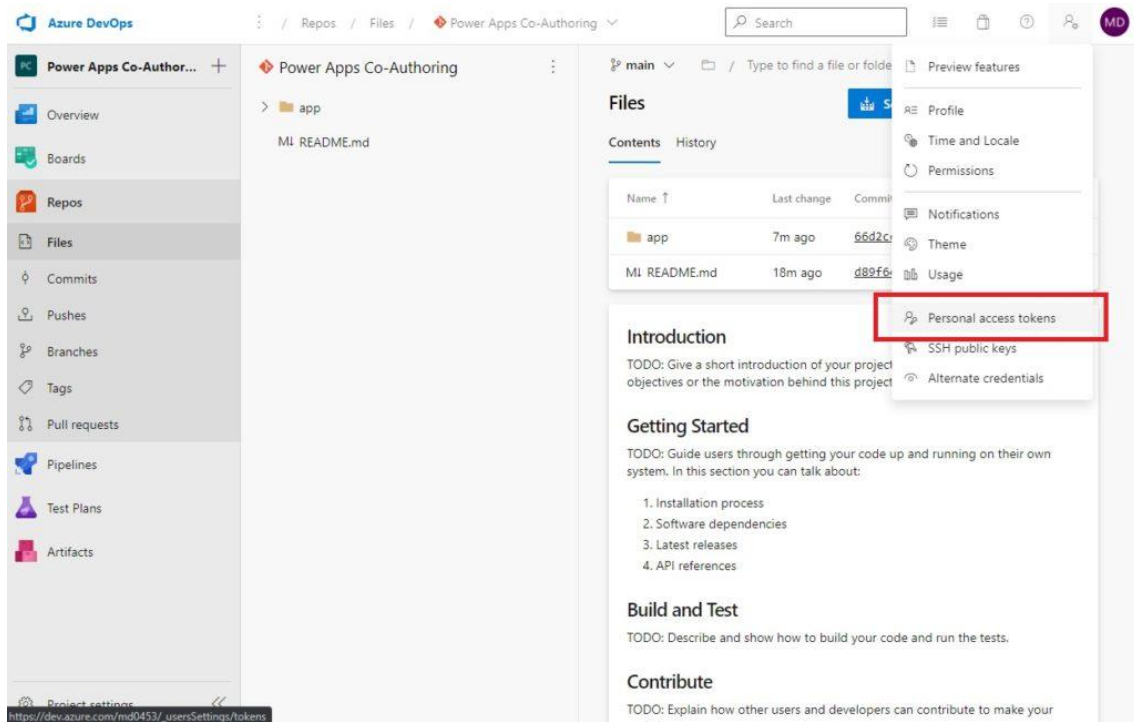 Azure DevOps
/ Repos / Files / Power Apps Co-Authoring
Search
MD
PC Power Apps Co-Author... +
Overview
Boards
Repos
Files
Commits
Pushes
Branches
Tags
Pull requests
Pipelines
Test Plans
Artifacts
Project settings
https://dev.azure.com/md0453/_usersSettings/tokens
Power Apps Co-Authoring
app
M↓ README.md
main / Type to find a file or folde
Files
S
Contents History
Name ↑ Last change Commi
app 7m ago 66d2c
M↓ README.md 18m ago d89f6
Introduction
TODO: Give a short introduction of your project
objectives or the motivation behind this project
Getting Started
TODO: Guide users through getting your code up and running on their own
system. In this section you can talk about:
1. Installation process
2. Software dependencies
3. Latest releases
4. API references
Build and Test
TODO: Describe and show how to build your code and run the tests.
Contribute
TODO: Explain how other users and developers can contribute to make your
Preview features
Profile
Time and Locale
Permissions
Notifications
Theme
Usage
Personal access tokens
SSH public keys
Alternate credentials